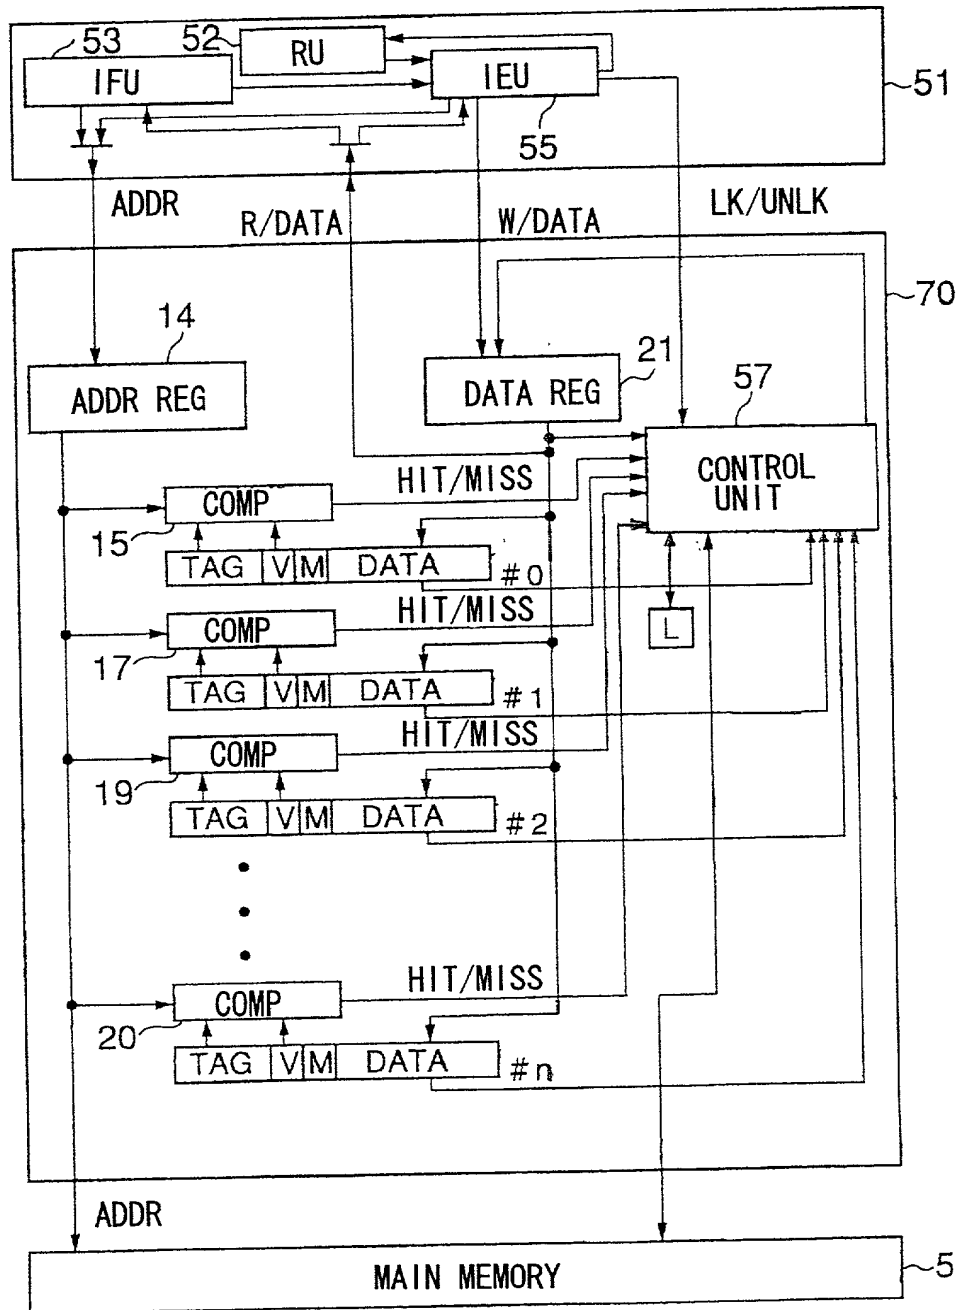 53
52
RU
IFU
IEU
51
55
ADDR
R/DATA
W/DATA
LK/UNLK
70
14
21
ADDR REG
DATA REG
57
CONTROL
UNIT
HIT/MISS
COMP
15
TAG V M DATA #0
HIT/MISS
L
COMP
17
TAG V M DATA #1
HIT/MISS
COMP
19
TAG V M DATA #2
HIT/MISS
COMP
20
TAG V M DATA #n
ADDR
MAIN MEMORY
5